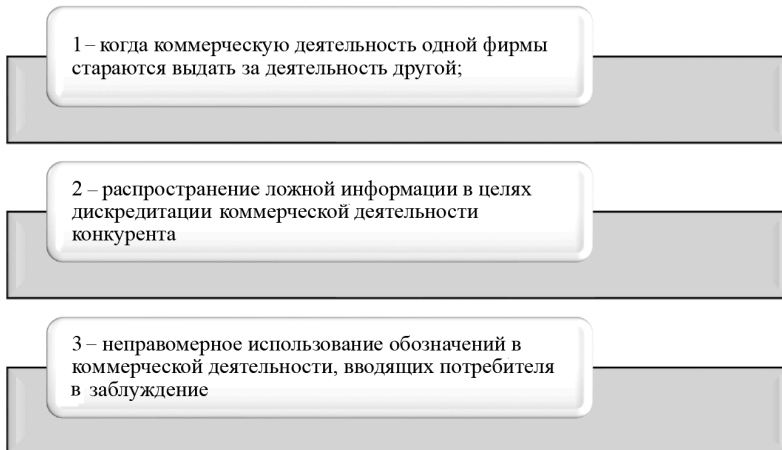 1 – когда коммерческую деятельность одной фирмы
стараются выдать за деятельность другой;
2 – распространение ложной информации в целях
дискредитации коммерческой деятельности
конкурента
3 – неправомерное использование обозначений в
коммерческой деятельности, вводящих потребителя
в заблуждение